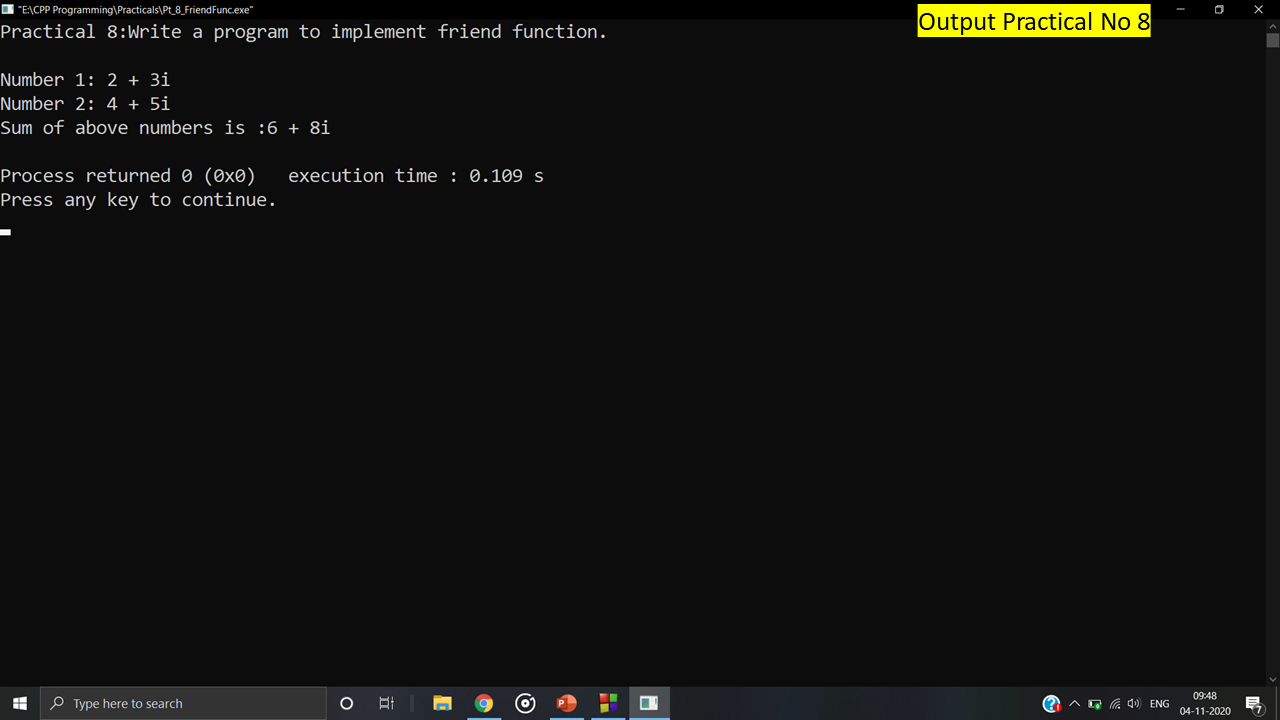 "E:\CPP Programming\Practicals\Pt_8_FriendFunc.exe"
Output Practical No 8
Practical 8:Write a program to implement friend function.
Number 1: 2 + 3i
Number 2: 4 + 5i
Sum of above numbers is :6 + 8i
Process returned 0 (0x0)   execution time : 0.109 s
Press any key to continue.
Type here to search
ENG
09:48
04-11-2020
7